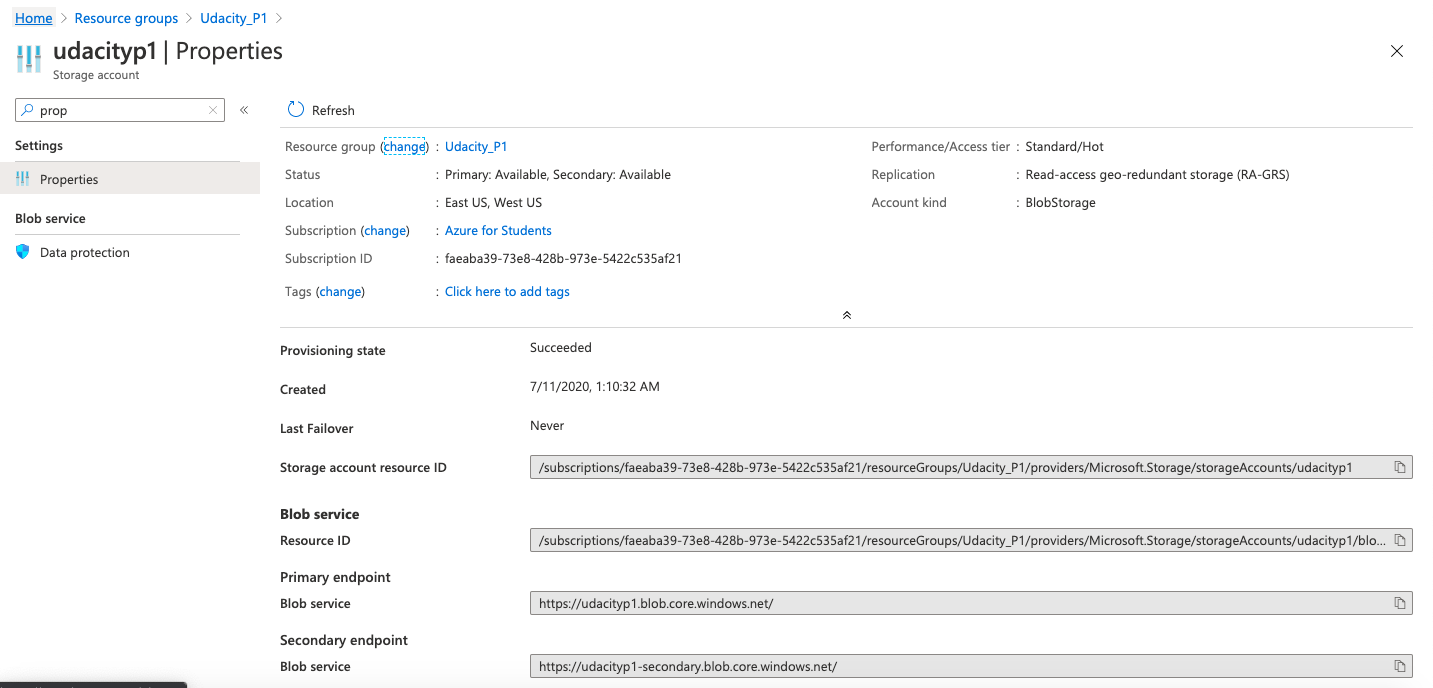 Home > Resource groups > Udacity_P1 >
udacityp1 | Properties
Storage account
prop
«
Refresh
Settings
Properties
Blob service
Data protection
Resource group (change) : Udacity_P1
Status : Primary: Available, Secondary: Available
Location : East US, West US
Subscription (change) : Azure for Students
Subscription ID : faeaba39-73e8-428b-973e-5422c535af21
Tags (change) : Click here to add tags
Performance/Access tier : Standard/Hot
Replication : Read-access geo-redundant storage (RA-GRS)
Account kind : BlobStorage
Provisioning state Succeeded
Created 7/11/2020, 1:10:32 AM
Last Failover Never
Storage account resource ID /subscriptions/faeaba39-73e8-428b-973e-5422c535af21/resourceGroups/Udacity_P1/providers/Microsoft.Storage/storageAccounts/udacityp1
Blob service
Resource ID /subscriptions/faeaba39-73e8-428b-973e-5422c535af21/resourceGroups/Udacity_P1/providers/Microsoft.Storage/storageAccounts/udacityp1/blo...
Primary endpoint
Blob service https://udacityp1.blob.core.windows.net/
Secondary endpoint
Blob service https://udacityp1-secondary.blob.core.windows.net/